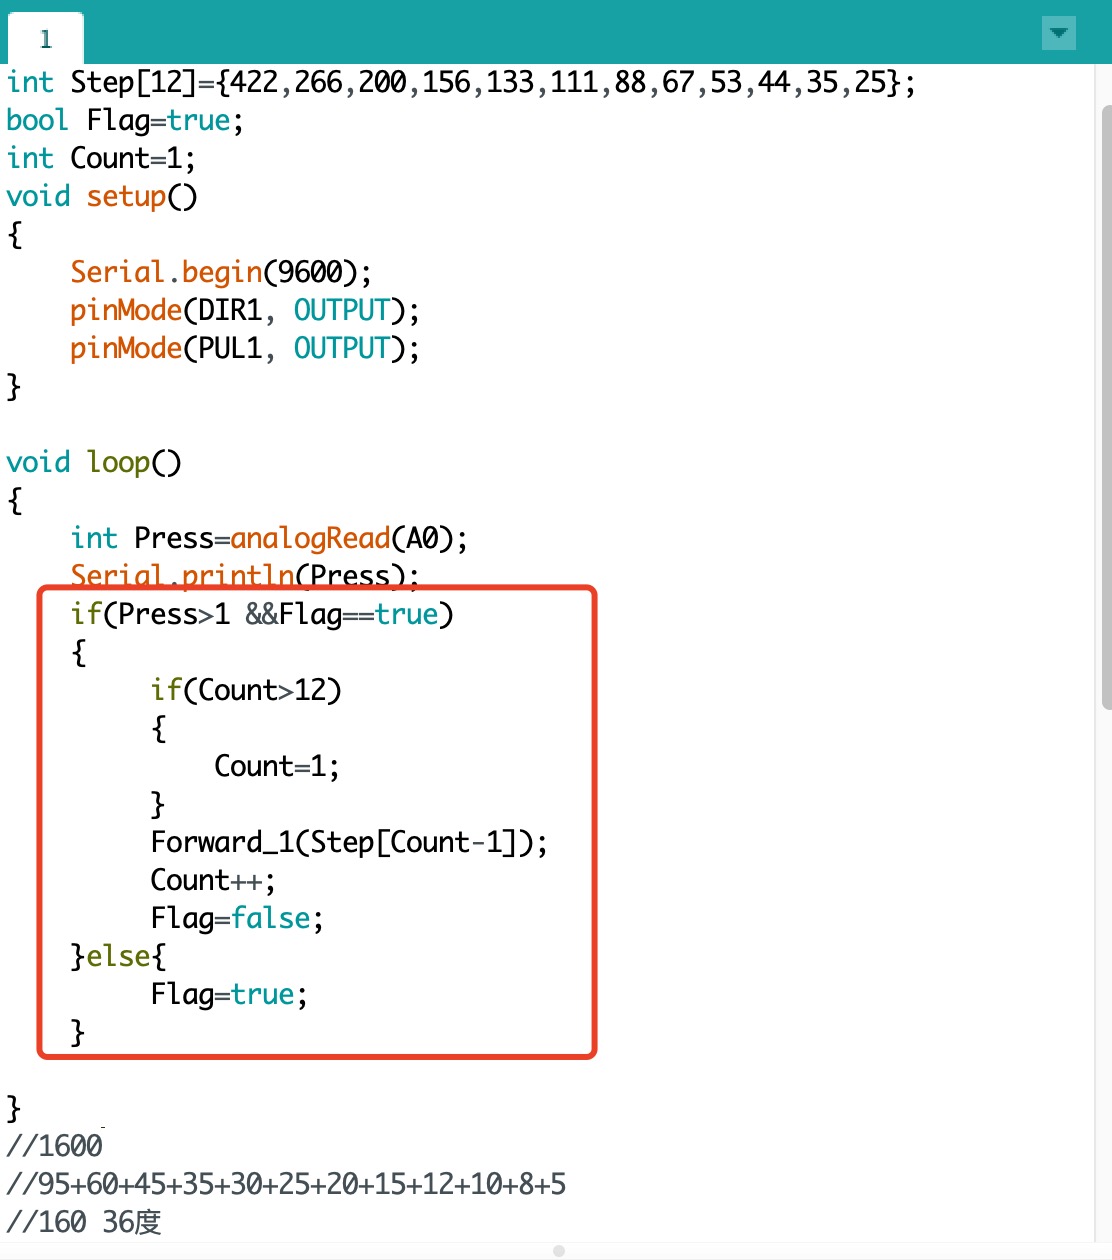 1
int Step[12]={422,266,200,156,133,111,88,67,53,44,35,25};
bool Flag=true;
int Count=1;
void setup()
{
    Serial.begin(9600);
    pinMode(DIR1, OUTPUT);
    pinMode(PUL1, OUTPUT);
}
void loop()
{
    int Press=analogRead(A0);
    Serial.println(Press);
    if(Press>1 &&Flag==true)
    {
         if(Count>12)
         {
             Count=1;
         }
         Forward_1(Step[Count-1]);
         Count++;
         Flag=false;
    }else{
         Flag=true;
    }
}
//1600
//95+60+45+35+30+25+20+15+12+10+8+5
//160 36度